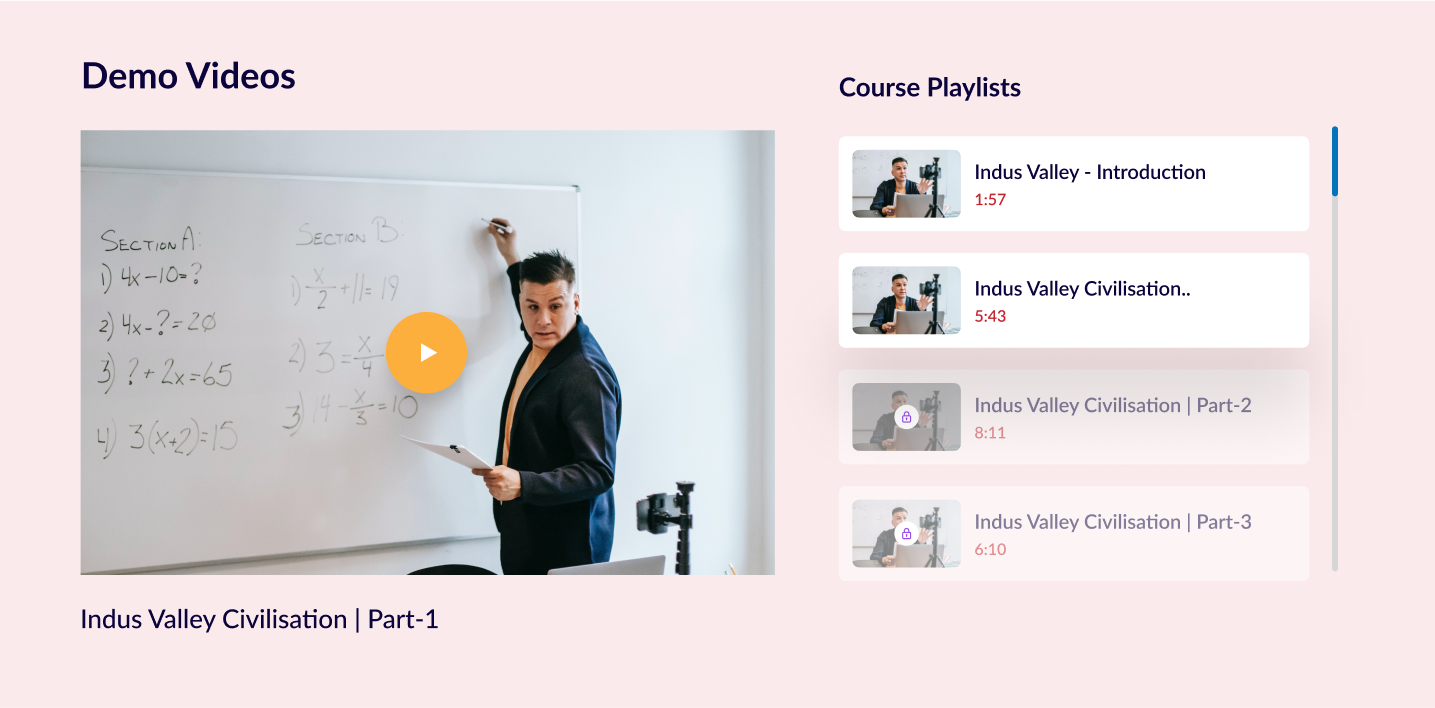 Demo Videos
SECTION A:
1) 4x-10=?
2) 4x-?=20
3) ?+2x=65
4) 3(x+2)=15
SECTION B:
1) x/2+11=19
2) 3=x/4
3) 14-x/3=10
Indus Valley Civilisation | Part-1
Course Playlists
Indus Valley - Introduction
1:57
Indus Valley Civilisation..
5:43
Indus Valley Civilisation | Part-2
8:11
Indus Valley Civilisation | Part-3
6:10